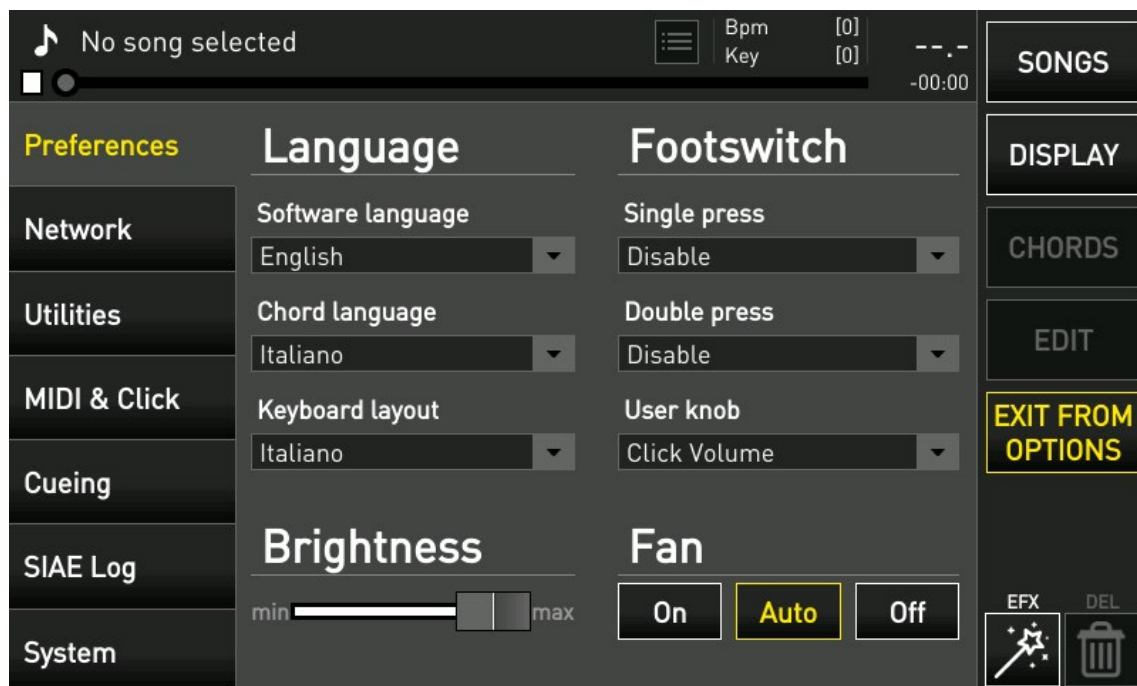 No song selected
Bpm [0]
Key [0]
--.-
-00:00
SONGS
Preferences
Language
Footswitch
DISPLAY
Network
Software language
English
Single press
Disable
CHORDS
Utilities
Chord language
Italiano
Double press
Disable
EDIT
MIDI & Click
Keyboard layout
Italiano
User knob
Click Volume
EXIT FROM
OPTIONS
Cueing
SIAE Log
Brightness
min
max
Fan
On
Auto
Off
EFX
DEL
System